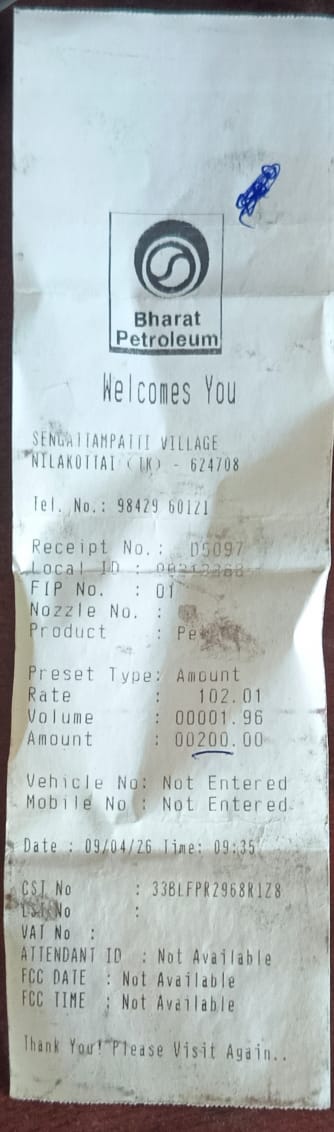 Bharat
Petroleum
Welcomes You
SENGATTAMPATTI VILLAGE
NILAKOTTAI (TK) - 624708
Tel. No.: 98429 60121
Receipt No.: D5097
Local ID :
FIP No. : 01
Nozzle No. :
Product :
Preset Type: Amount
Rate : 102.01
Volume : 00001.96
Amount : 00200.00
Vehicle No: Not Entered
Mobile No : Not Entered
Date : 09/04/26 Time: 09:35
CST No : 33BLFPR2968R1Z8
LST No :
VAT No :
ATTENDANT ID : Not Available
FCC DATE : Not Available
FCC TIME : Not Available
Thank You! Please Visit Again..